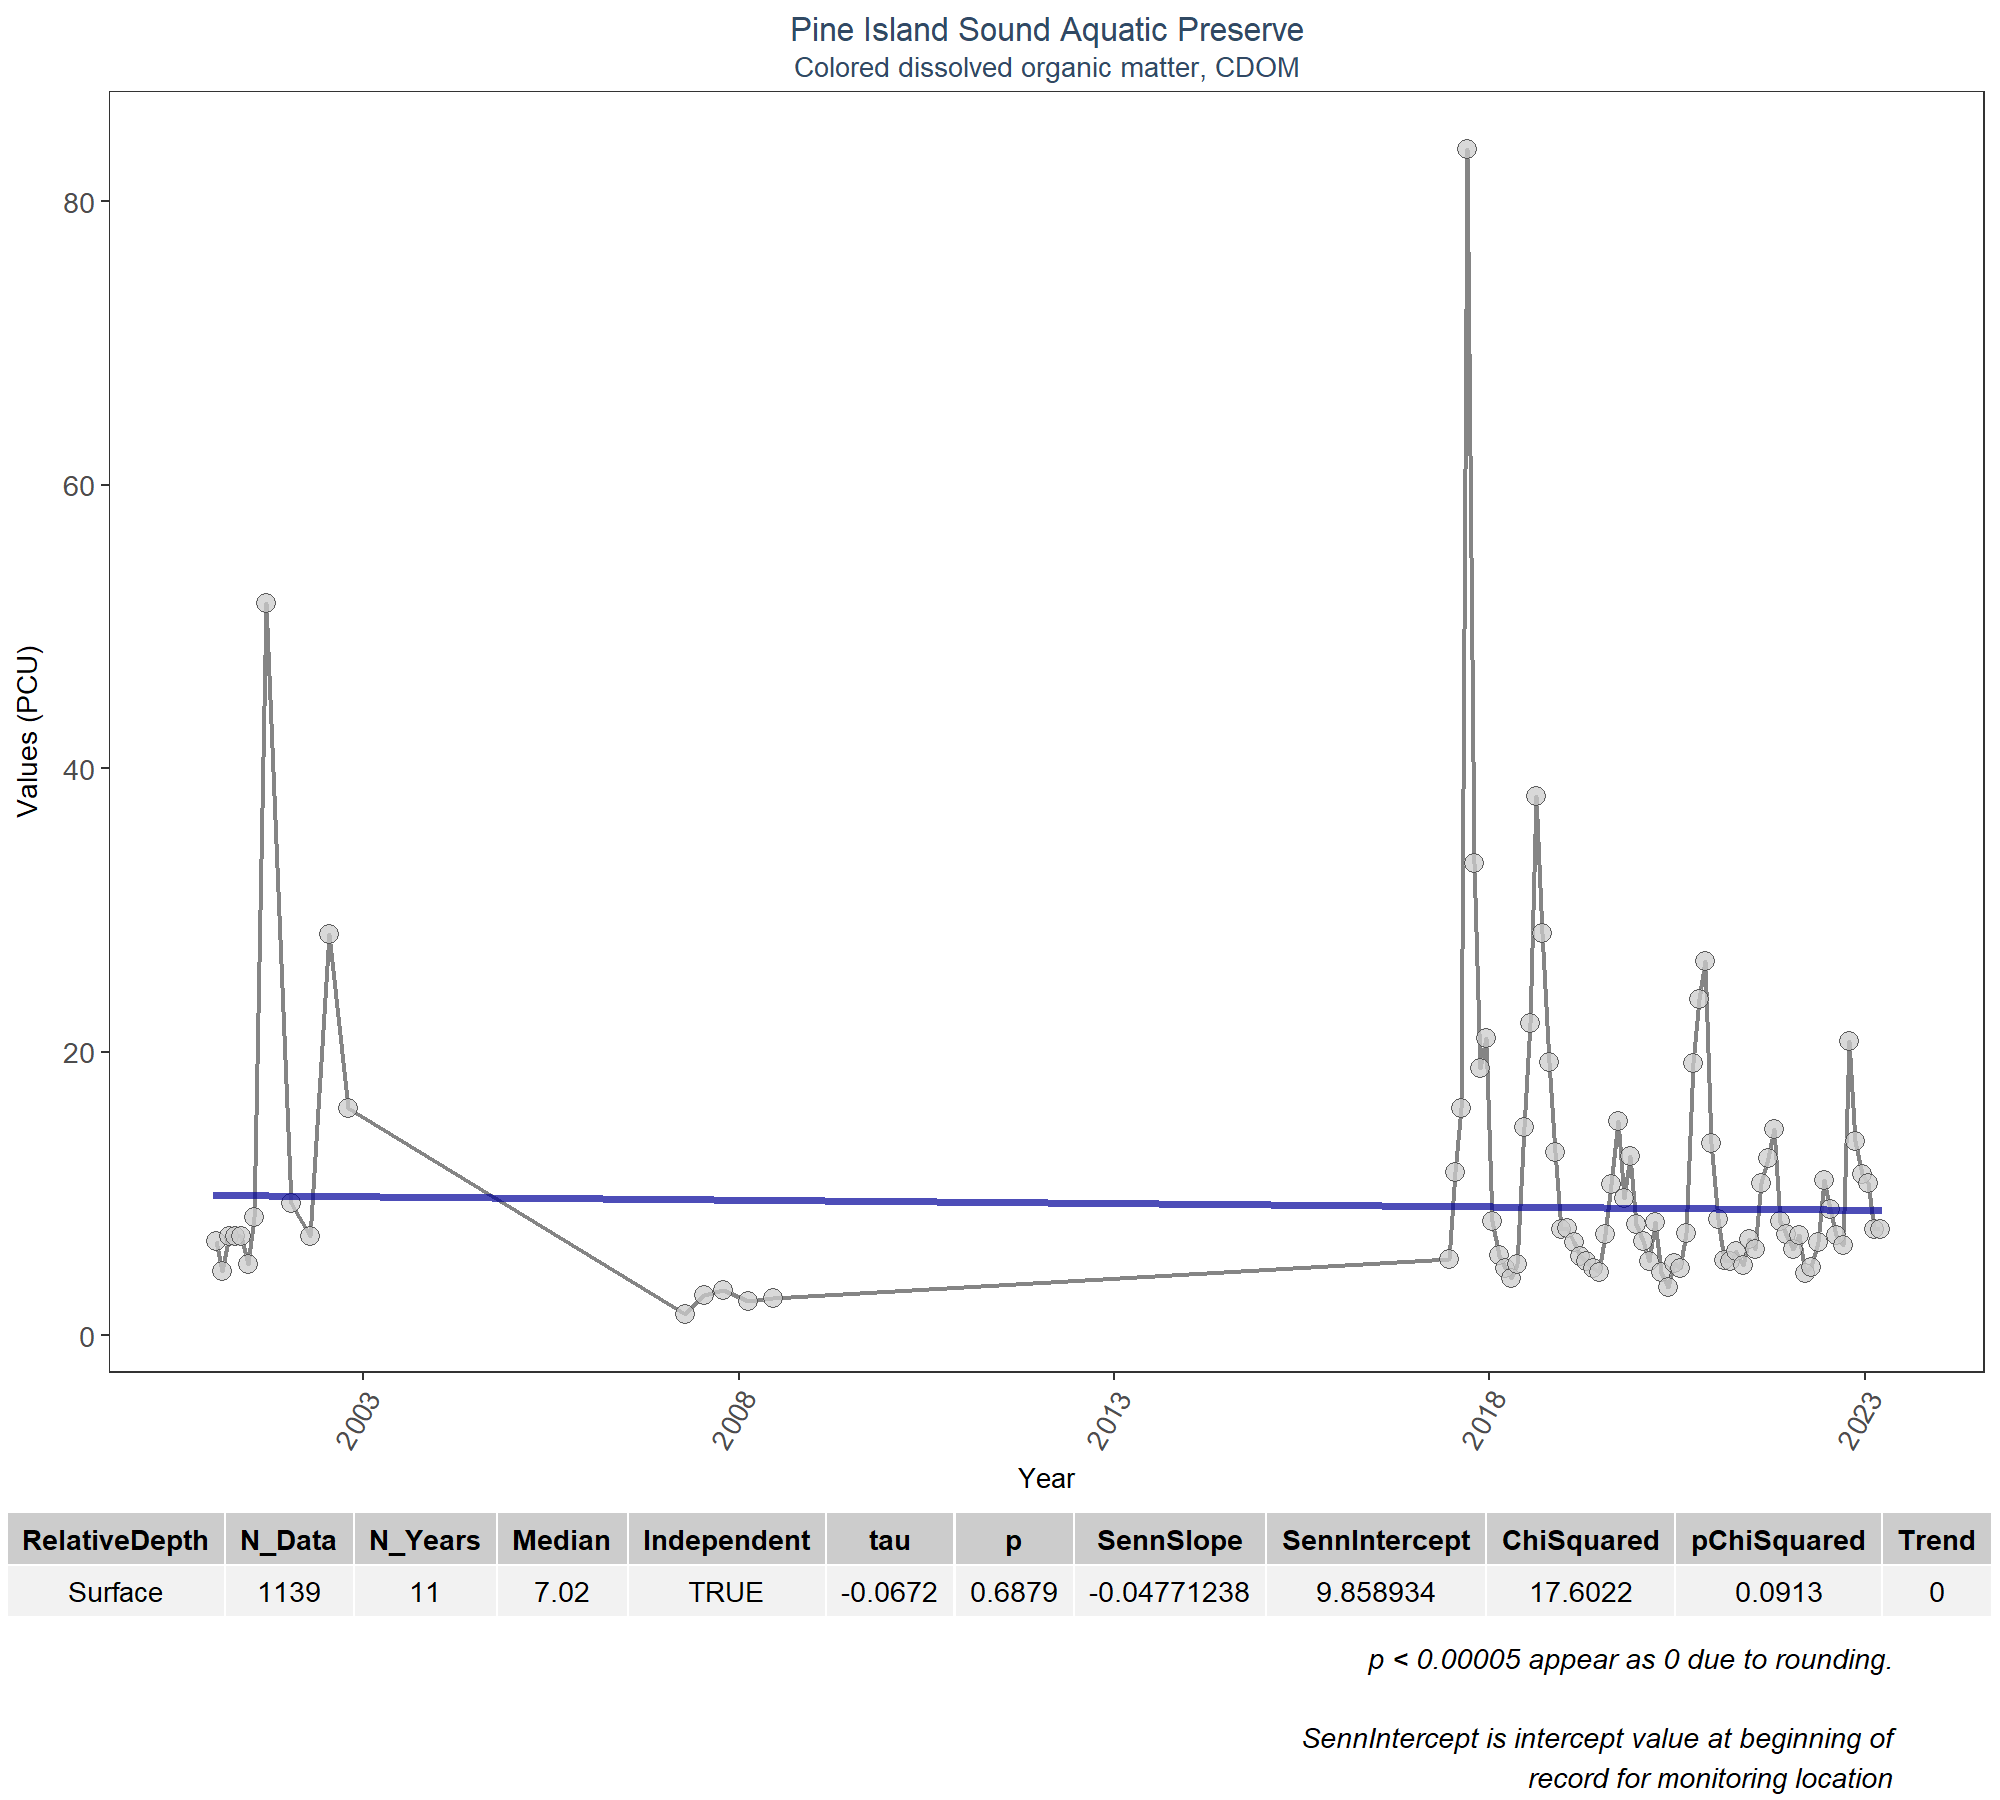 Pine Island Sound Aquatic Preserve
Colored dissolved organic matter, CDOM
Values (PCU)
80
60
40
20
0
2003 2008 2013 2018 2023
Year
RelativeDepth N_Data N_Years Median Independent tau p SennSlope SennIntercept ChiSquared pChiSquared Trend
Surface 1139 11 7.02 TRUE -0.0672 0.6879 -0.04771238 9.858934 17.6022 0.0913 0
p < 0.00005 appear as 0 due to rounding.
SennIntercept is intercept value at beginning of
record for monitoring location